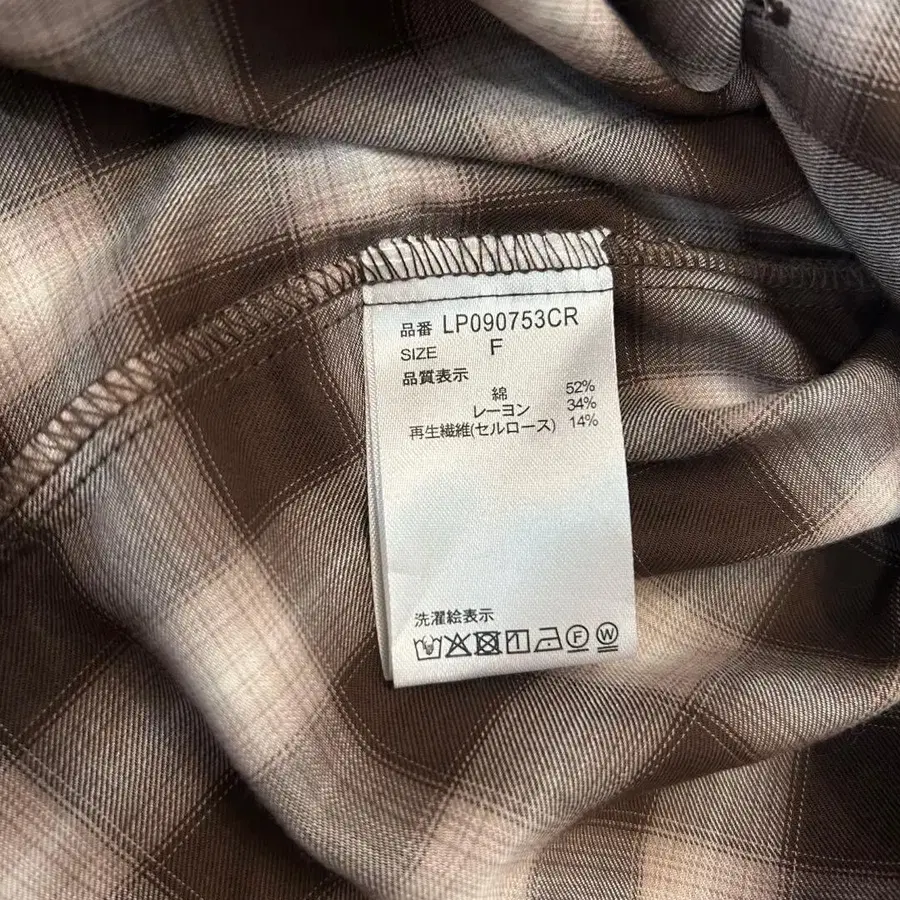 品番 LP090753CR
SIZE F
品質表示
綿 52%
レーヨン 34%
再生繊維(セルロース) 14%
洗濯絵表示
F W